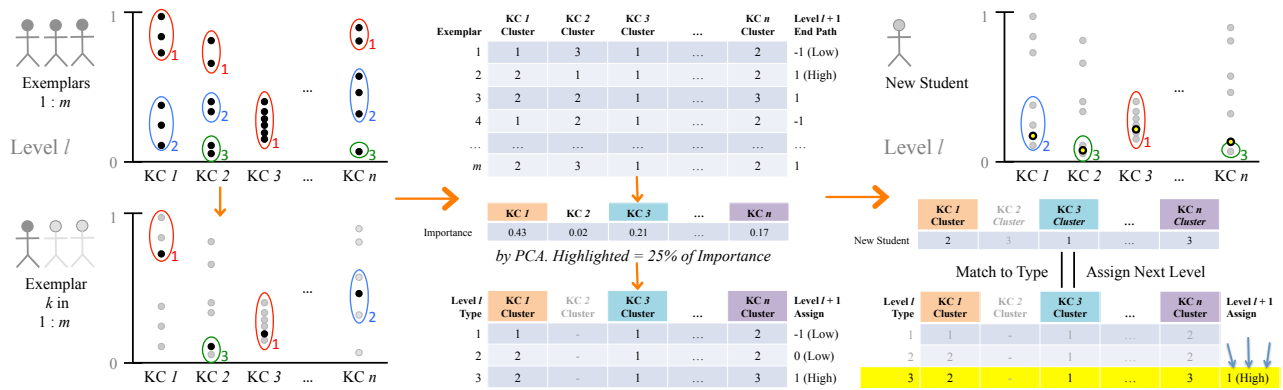 1
0
Exemplars
1 : m
Level l
1
2
1
2
3
1
...
1
2
3
KC 1 KC 2 KC 3 ... KC n
1
0
Exemplar
k in
1 : m
1
3
1
...
2
KC 1 KC 2 KC 3 ... KC n
Exemplar KC 1 Cluster KC 2 Cluster KC 3 Cluster ... KC n Cluster Level l + 1 End Path
1 1 3 1 … 2 -1 (Low)
2 2 1 1 … 2 1 (High)
3 2 2 1 … 3 1
4 1 2 1 … 2 -1
… … … … … …
m 2 3 1 … 2 1
KC 1 KC 2 KC 3 ... KC n
Importance 0.43 0.02 0.21 … 0.17
by PCA. Highlighted = 25% of Importance
Level l Type KC 1 Cluster KC 2 Cluster KC 3 Cluster ... KC n Cluster Level l + 1 Assign
1 1 - 1 … 2 -1 (Low)
2 2 - 1 … 2 0 (Low)
3 2 - 1 … 3 1 (High)
1
0
New Student
Level l
2
3
1
...
3
KC 1 KC 2 KC 3 ... KC n
KC 1 Cluster KC 2 Cluster KC 3 Cluster ... KC n Cluster
New Student 2 3 1 … 3
Match to Type Assign Next Level
Level l Type KC 1 Cluster KC 2 Cluster KC 3 Cluster ... KC n Cluster Level l + 1 Assign
1 1 - 1 … 2
2 2 - 1 … 2
3 2 - 1 … 3 1 (High)